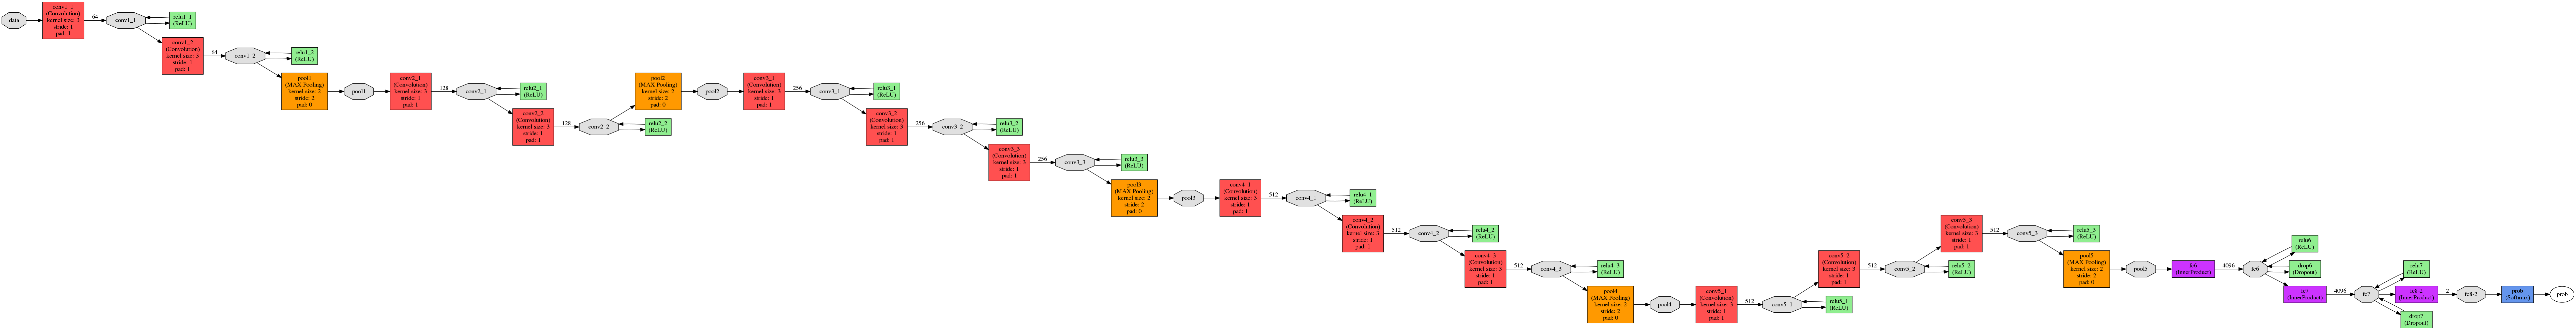 data
conv1_1
(Convolution)
kernel size: 3
stride: 1
pad: 1
64
conv1_1
relu1_1
(ReLU)
conv1_2
(Convolution)
kernel size: 3
stride: 1
pad: 1
64
conv1_2
relu1_2
(ReLU)
pool1
(MAX Pooling)
kernel size: 2
stride: 2
pad: 0
pool1
conv2_1
(Convolution)
kernel size: 3
stride: 1
pad: 1
128
conv2_1
relu2_1
(ReLU)
conv2_2
(Convolution)
kernel size: 3
stride: 1
pad: 1
128
conv2_2
relu2_2
(ReLU)
pool2
(MAX Pooling)
kernel size: 2
stride: 2
pad: 0
pool2
conv3_1
(Convolution)
kernel size: 3
stride: 1
pad: 1
256
conv3_1
relu3_1
(ReLU)
conv3_2
(Convolution)
kernel size: 3
stride: 1
pad: 1
256
conv3_2
relu3_2
(ReLU)
conv3_3
(Convolution)
kernel size: 3
stride: 1
pad: 1
256
conv3_3
relu3_3
(ReLU)
pool3
(MAX Pooling)
kernel size: 2
stride: 2
pad: 0
pool3
conv4_1
(Convolution)
kernel size: 3
stride: 1
pad: 1
512
conv4_1
relu4_1
(ReLU)
conv4_2
(Convolution)
kernel size: 3
stride: 1
pad: 1
512
conv4_2
relu4_2
(ReLU)
conv4_3
(Convolution)
kernel size: 3
stride: 1
pad: 1
512
conv4_3
relu4_3
(ReLU)
pool4
(MAX Pooling)
kernel size: 2
stride: 2
pad: 0
pool4
conv5_1
(Convolution)
kernel size: 3
stride: 1
pad: 1
512
conv5_1
relu5_1
(ReLU)
conv5_2
(Convolution)
kernel size: 3
stride: 1
pad: 1
512
conv5_2
relu5_2
(ReLU)
conv5_3
(Convolution)
kernel size: 3
stride: 1
pad: 1
512
conv5_3
relu5_3
(ReLU)
pool5
(MAX Pooling)
kernel size: 2
stride: 2
pad: 0
pool5
fc6
(InnerProduct)
4096
fc6
relu6
(ReLU)
drop6
(Dropout)
fc7
(InnerProduct)
4096
fc7
relu7
(ReLU)
drop7
(Dropout)
fc8-2
(InnerProduct)
2
fc8-2
prob
(Softmax)
prob